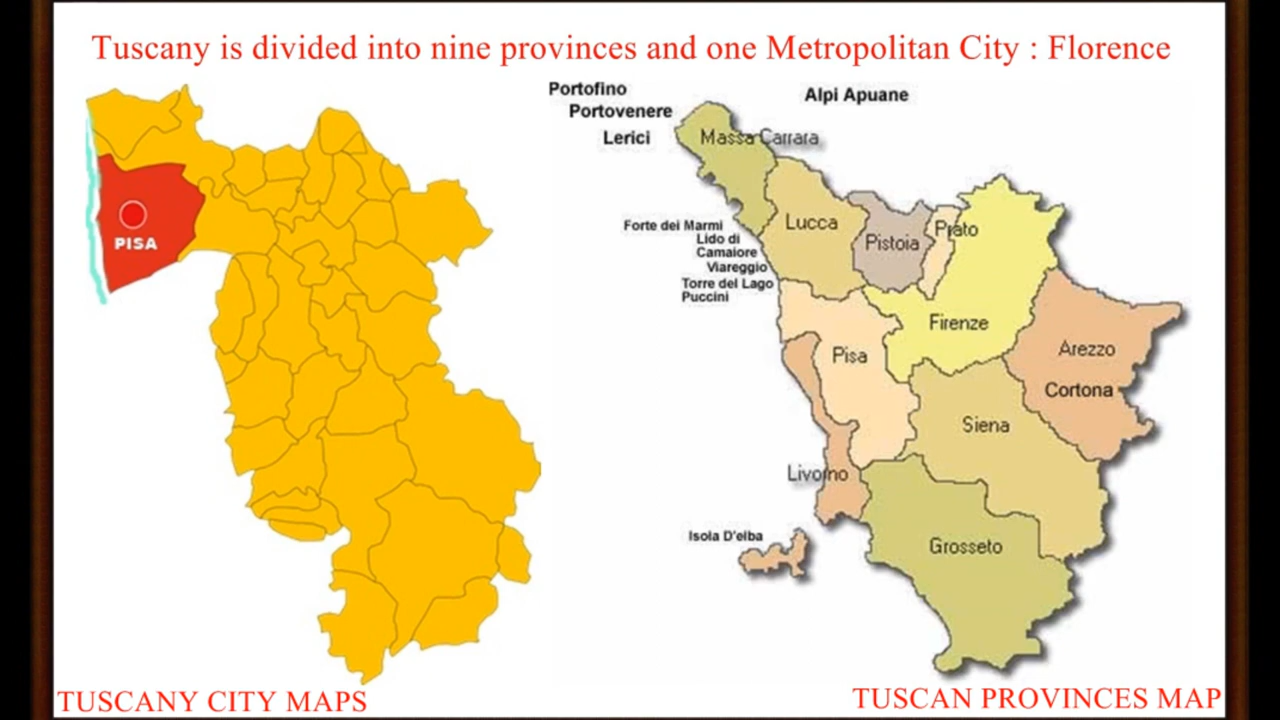 Tuscany is divided into nine provinces and one Metropolitan City : Florence
PISA
Portofino
Portovenere
Lerici
Alpi Apuane
Massa Carrara
Forte dei Marmi
Lido di
Camaiore
Viareggio
Torre del Lago
Puccini
Lucca
Pistoia
Prato
Firenze
Pisa
Arezzo
Cortona
Siena
Livorno
Isola D'elba
Grosseto
TUSCANY CITY MAPS
TUSCAN PROVINCES MAP